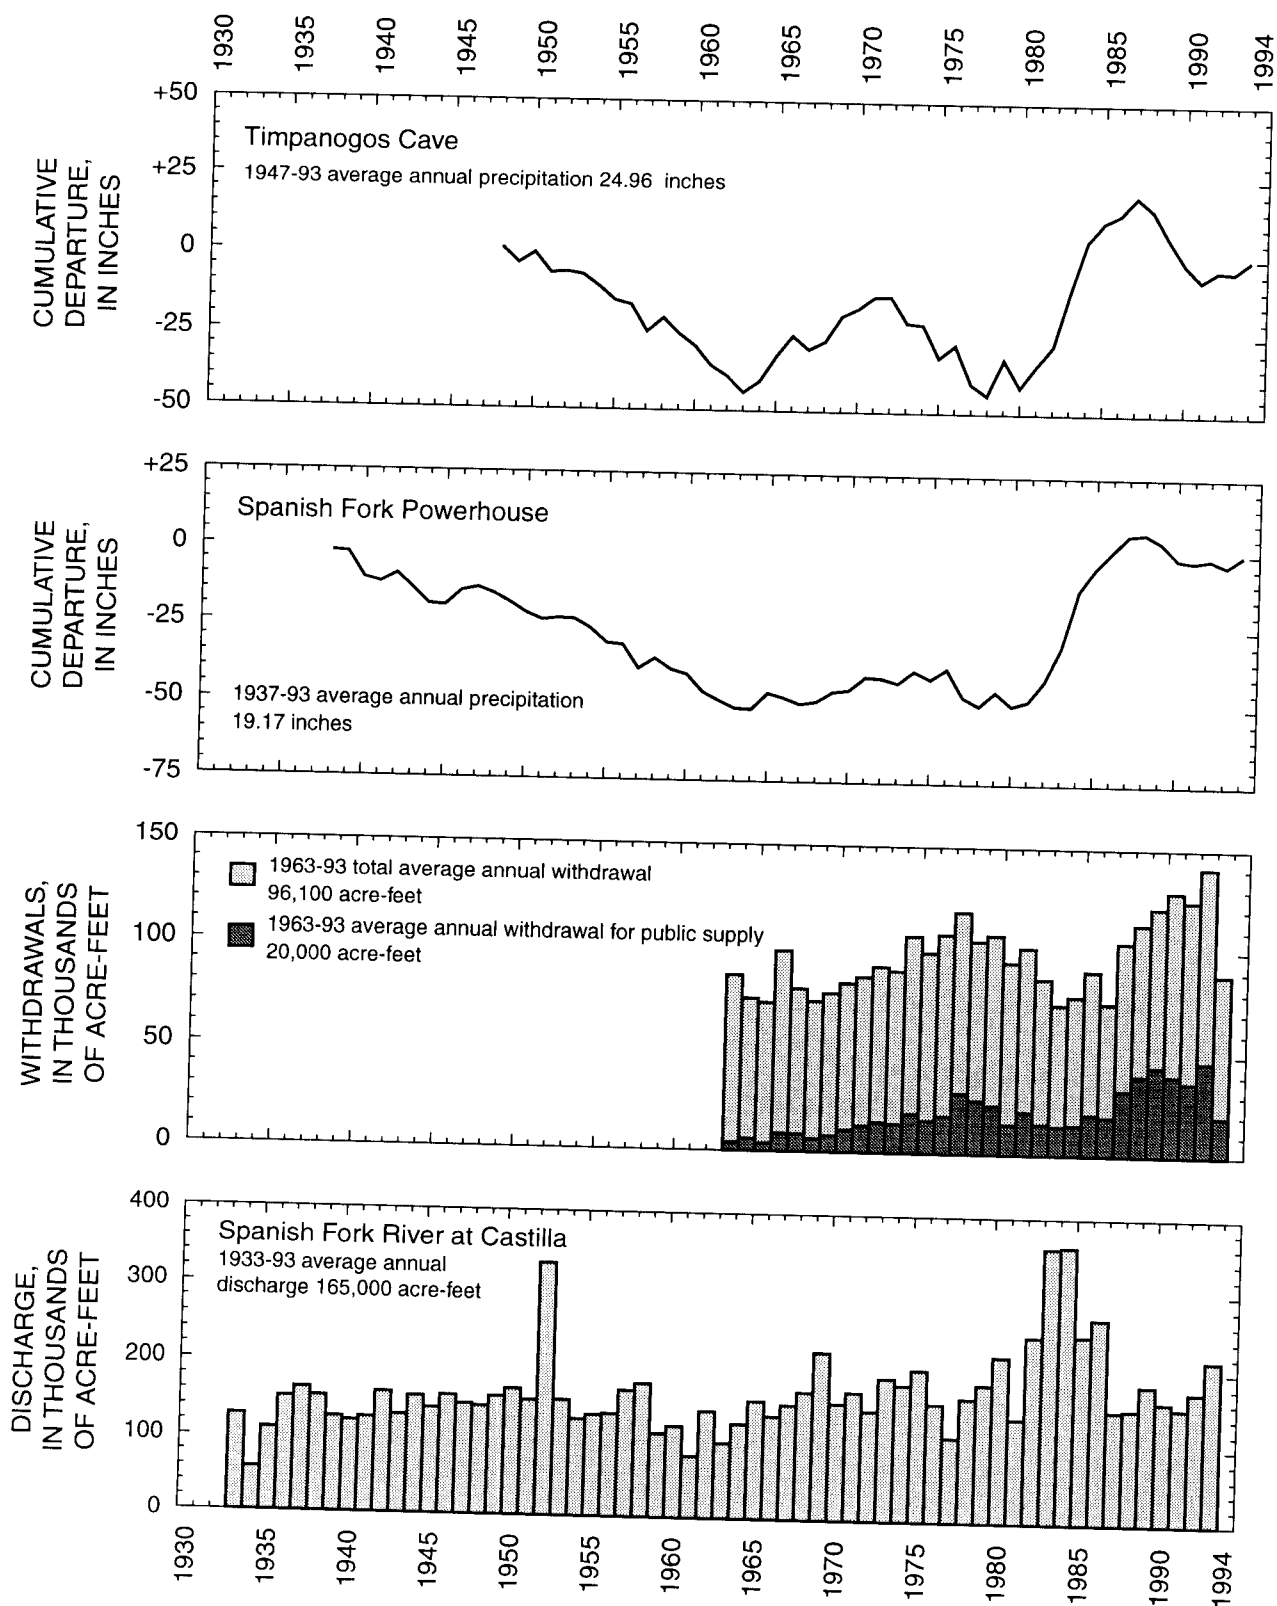 1930 1935 1940 1945 1950 1955 1960 1965 1970 1975 1980 1985 1990 1994
CUMULATIVE
DEPARTURE,
IN INCHES
+50
+25
0
-25
-50
Timpanogos Cave
1947-93 average annual precipitation 24.96 inches
CUMULATIVE
DEPARTURE,
IN INCHES
+25
0
-25
-50
-75
Spanish Fork Powerhouse
1937-93 average annual precipitation
19.17 inches
WITHDRAWALS,
IN THOUSANDS
OF ACRE-FEET
150
100
50
0
1963-93 total average annual withdrawal
96,100 acre-feet
1963-93 average annual withdrawal for public supply
20,000 acre-feet
DISCHARGE,
IN THOUSANDS
OF ACRE-FEET
400
300
200
100
0
Spanish Fork River at Castilla
1933-93 average annual
discharge 165,000 acre-feet
1930 1935 1940 1945 1950 1955 1960 1965 1970 1975 1980 1985 1990 1994